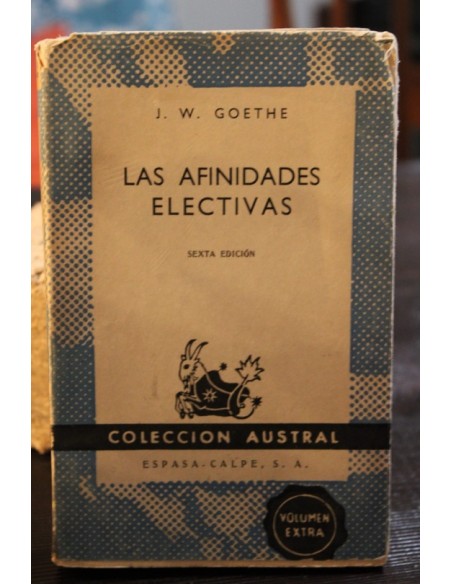 J. W. GOETHE
LAS AFINIDADES
ELECTIVAS
SEXTA EDICIÓN
COLECCION AUSTRAL
ESPASA-CALPE, S. A.
VOLUMEN
EXTRA